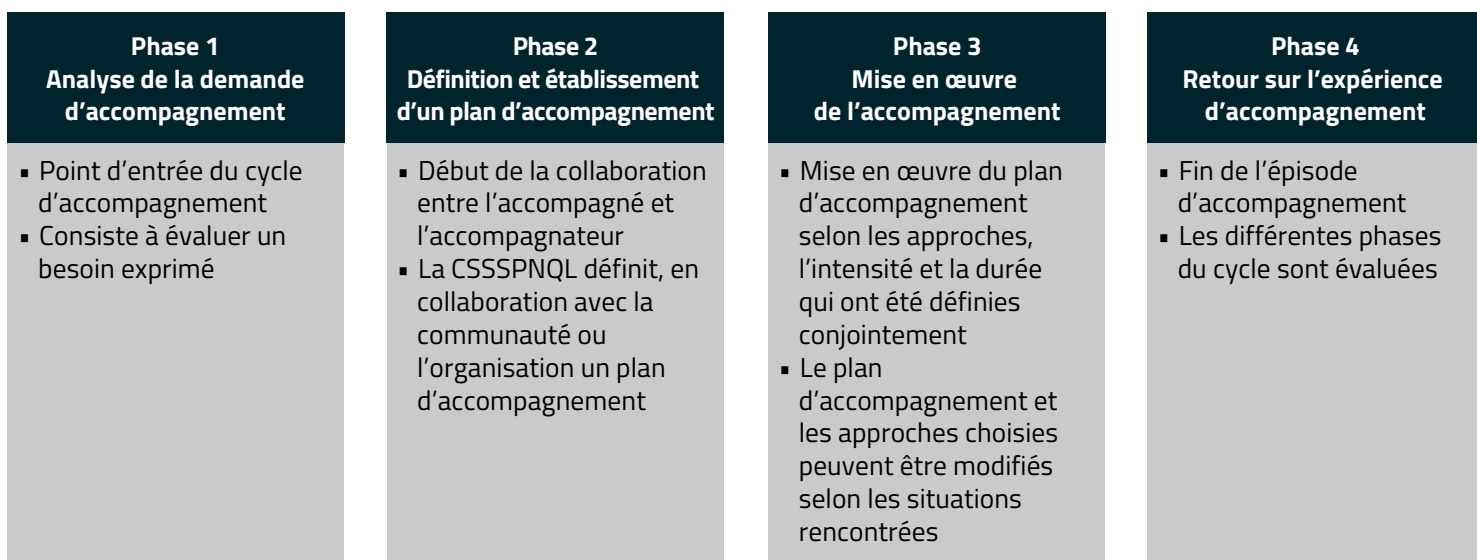 Phase 1
Analyse de la demande
d’accompagnement
▪ Point d’entrée du cycle
d’accompagnement
▪ Consiste à évaluer un
besoin exprimé
Phase 2
Définition et établissement
d’un plan d’accompagnement
▪ Début de la collaboration
entre l’accompagné et
l’accompagnateur
▪ La CSSSPNQL définit, en
collaboration avec la
communauté ou
l’organisation un plan
d’accompagnement
Phase 3
Mise en œuvre
de l’accompagnement
▪ Mise en œuvre du plan
d’accompagnement
selon les approches,
l’intensité et la durée
qui ont été définies
conjointement
▪ Le plan
d’accompagnement et
les approches choisies
peuvent être modifiés
selon les situations
rencontrées
Phase 4
Retour sur l’expérience
d’accompagnement
▪ Fin de l’épisode
d’accompagnement
▪ Les différentes phases
du cycle sont évaluées